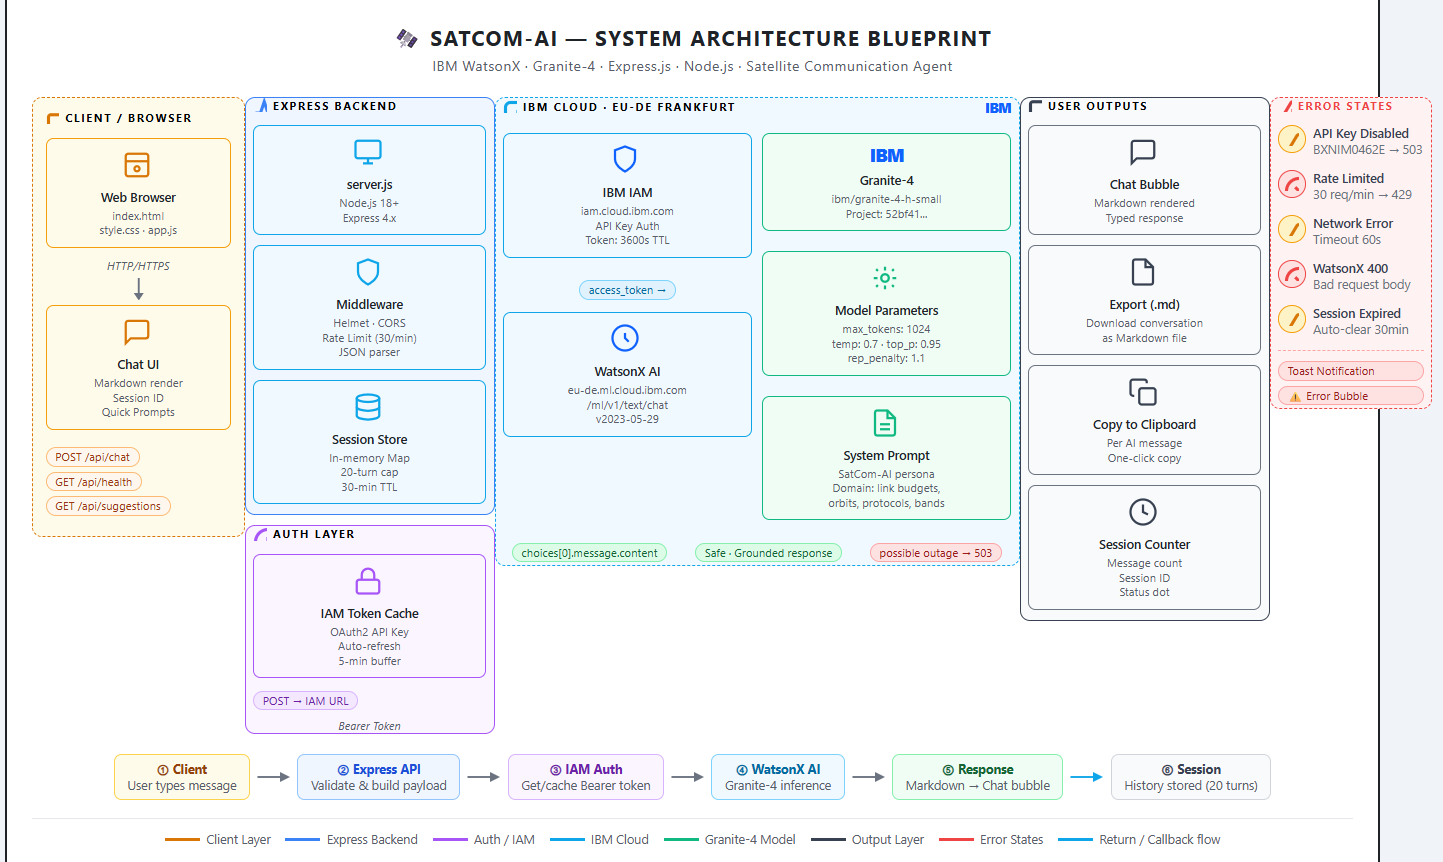 SATCOM-AI — SYSTEM ARCHITECTURE BLUEPRINT
IBM WatsonX · Granite-4 · Express.js · Node.js · Satellite Communication Agent
CLIENT / BROWSER
Web Browser
index.html
style.css · app.js
HTTP/HTTPS
Chat UI
Markdown render
Session ID
Quick Prompts
POST /api/chat
GET /api/health
GET /api/suggestions
EXPRESS BACKEND
server.js
Node.js 18+
Express 4.x
Middleware
Helmet · CORS
Rate Limit (30/min)
JSON parser
Session Store
In-memory Map
20-turn cap
30-min TTL
AUTH LAYER
IAM Token Cache
OAuth2 API Key
Auto-refresh
5-min buffer
POST → IAM URL
Bearer Token
IBM CLOUD · EU-DE FRANKFURT
IBM
IBM IAM
iam.cloud.ibm.com
API Key Auth
Token: 3600s TTL
access_token →
WatsonX AI
eu-de.ml.cloud.ibm.com
/ml/v1/text/chat
v2023-05-29
IBM
Granite-4
ibm/granite-4-h-small
Project: 52bf41...
Model Parameters
max_tokens: 1024
temp: 0.7 · top_p: 0.95
rep_penalty: 1.1
System Prompt
SatCom-AI persona
Domain: link budgets,
orbits, protocols, bands
choices[0].message.content
Safe · Grounded response
possible outage → 503
USER OUTPUTS
Chat Bubble
Markdown rendered
Typed response
Export (.md)
Download conversation
as Markdown file
Copy to Clipboard
Per AI message
One-click copy
Session Counter
Message count
Session ID
Status dot
ERROR STATES
API Key Disabled
BXNIM0462E → 503
Rate Limited
30 req/min → 429
Network Error
Timeout 60s
WatsonX 400
Bad request body
Session Expired
Auto-clear 30min
Toast Notification
⚠ Error Bubble
① Client
User types message
② Express API
Validate & build payload
③ IAM Auth
Get/cache Bearer token
④ WatsonX AI
Granite-4 inference
⑤ Response
Markdown → Chat bubble
⑥ Session
History stored (20 turns)
Client Layer
Express Backend
Auth / IAM
IBM Cloud
Granite-4 Model
Output Layer
Error States
Return / Callback flow